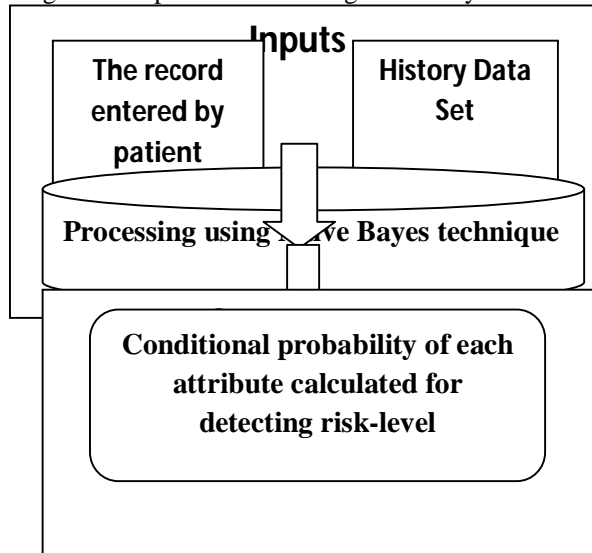 Inputs
The record
entered by
patient
History Data
Set
Processing using ve Bayes technique
Conditional probability of each
attribute calculated for
detecting risk-level